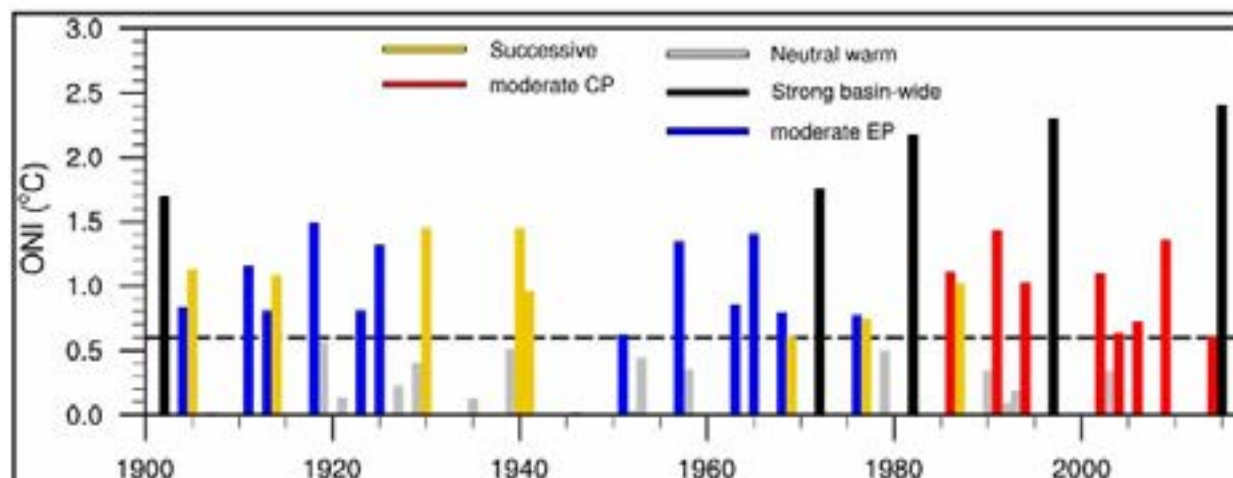 3.0
2.5
2.0
1.5
1.0
0.5
0.0
ONI (°C)
Successive
moderate CP
Neutral warm
Strong basin-wide
moderate EP
1900 1920 1940 1960 1980 2000